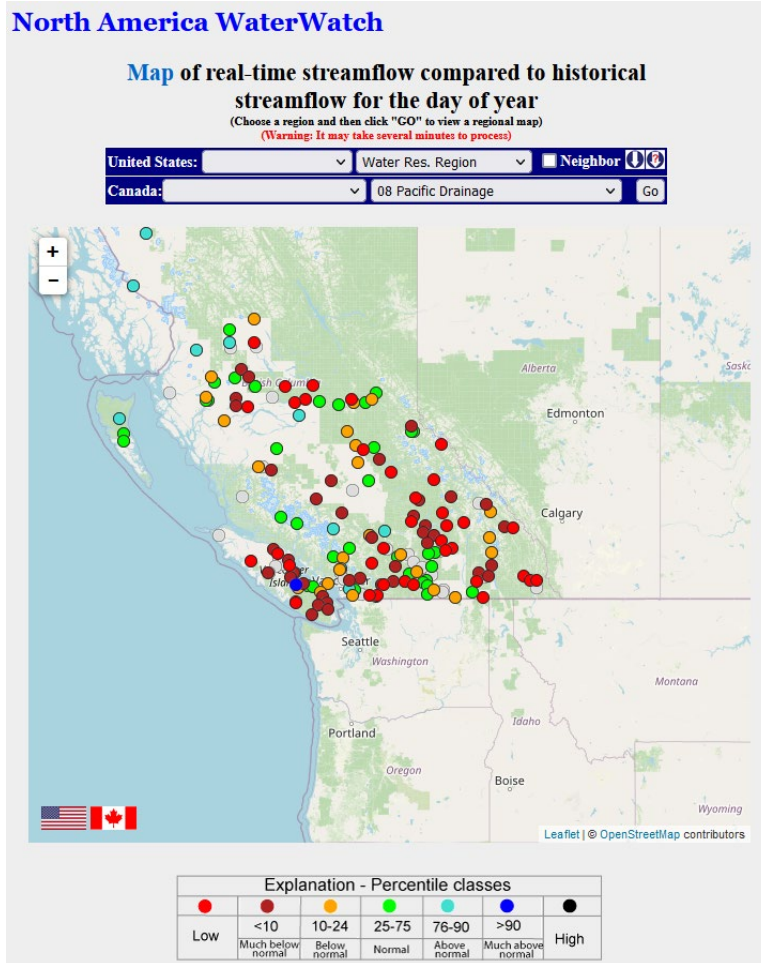 North America WaterWatch
Map of real-time streamflow compared to historical
streamflow for the day of year
(Choose a region and then click "GO" to view a regional map)
(Warning: It may take several minutes to process)
United States: Water Res. Region Neighbor
Canada: 08 Pacific Drainage Go
+
−
Alberta
Edmonton
Calgary
Seattle
Washington
Montana
Portland
Idaho
Oregon
Boise
Wyoming
Leaflet | © OpenStreetMap contributors
Explanation - Percentile classes
<10 10-24 25-75 76-90 >90
Low Much below normal Below normal Normal Above normal Much above normal High